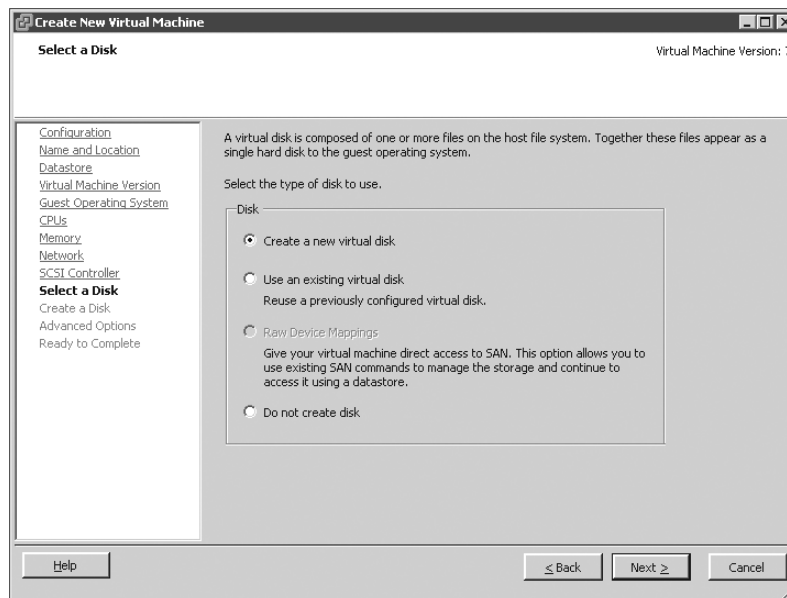 Create New Virtual Machine
Select a Disk
Virtual Machine Version:
Configuration
Name and Location
Datastore
Virtual Machine Version
Guest Operating System
CPUs
Memory
Network
SCSI Controller
Select a Disk
Create a Disk
Advanced Options
Ready to Complete
A virtual disk is composed of one or more files on the host file system. Together these files appear as a
single hard disk to the guest operating system.
Select the type of disk to use.
Disk
Create a new virtual disk
Use an existing virtual disk
Reuse a previously configured virtual disk.
Raw Device Mappings
Give your virtual machine direct access to SAN. This option allows you to
use existing SAN commands to manage the storage and continue to
access it using a datastore.
Do not create disk
Help
< Back
Next >
Cancel